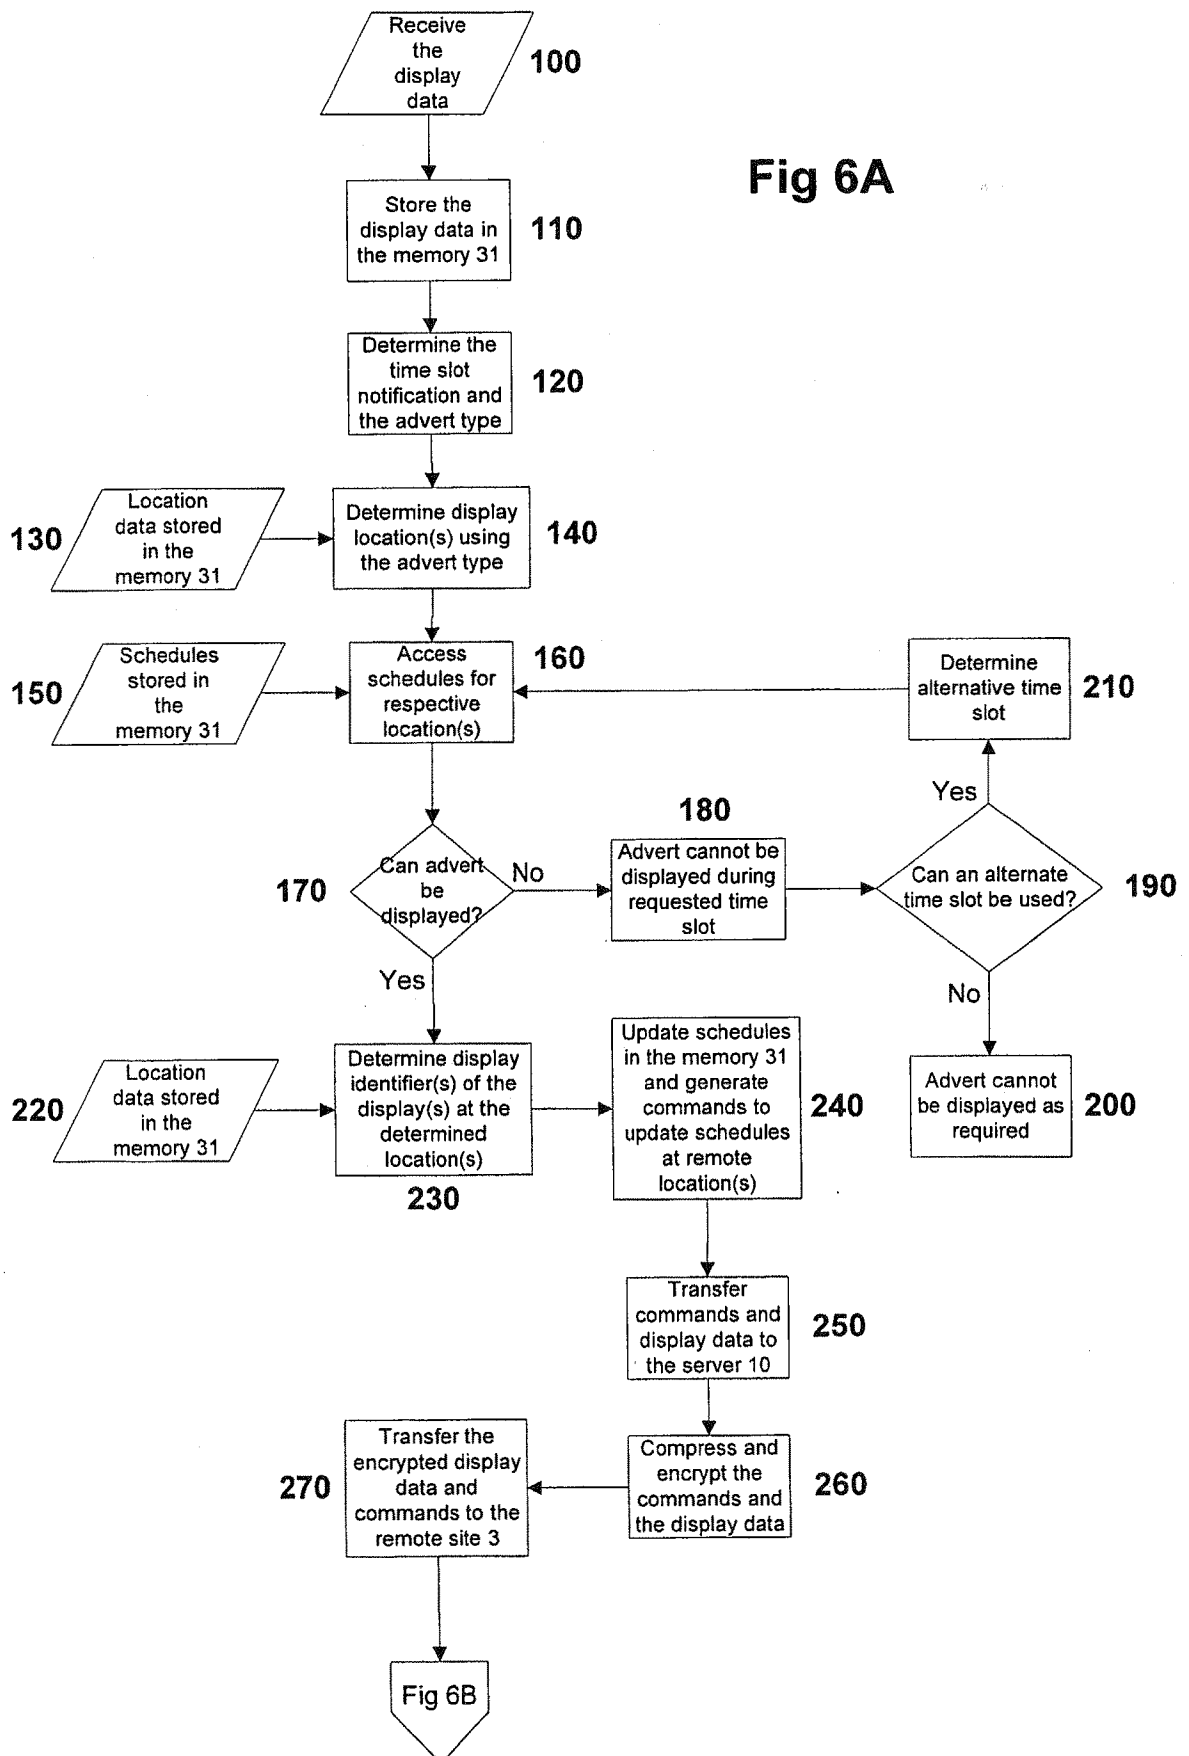 Receive
the
display
data
100
Fig 6A
Store the
display data in
the memory 31
110
Determine the
time slot
notification and
the advert type
120
130
Location
data stored
in the
memory 31
Determine display
location(s) using
the advert type
140
150
Schedules
stored in
the
memory 31
Access
schedules for
respective
location(s)
160
Determine
alternative time
slot
210
Yes
170
Can advert
be
displayed?
No
180
Advert cannot be
displayed during
requested time
slot
Can an alternate
time slot be used?
190
Yes
No
220
Location
data stored
in the
memory 31
Determine display
identifier(s) of the
display(s) at the
determined
location(s)
230
Update schedules
in the memory 31
and generate
commands to
update schedules
at remote
location(s)
240
Advert cannot
be displayed as
required
200
Transfer
commands and
display data to
the server 10
250
270
Transfer the
encrypted display
data and
commands to the
remote site 3
Compress and
encrypt the
commands and
the display data
260
Fig 6B